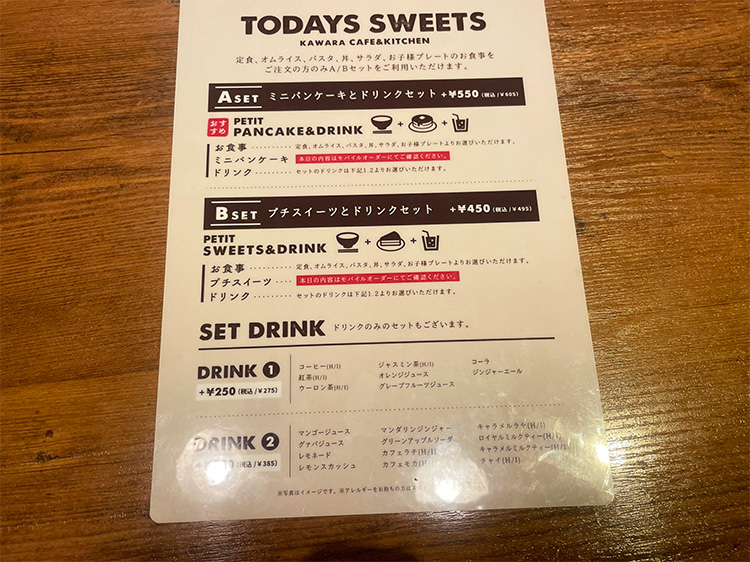 TODAYS SWEETS
KAWARA CAFE&KITCHEN
定食、オムライス、パスタ、丼、サラダ、お子様プレートのお食事を
ご注文の方のみA/Bセットをご利用いただけます。
A SET ミニパンケーキとドリンクセット +¥550(税込/¥605)
おすすめ PETIT
PANCAKE&DRINK
お食事 定食、オムライス、パスタ、丼、サラダ、お子様プレートよりお選びいただけます。
ミニパンケーキ 本日の内容はモバイルオーダーにてご確認ください。
ドリンク セットのドリンクは下記1.2よりお選びいただけます。
B SET プチスイーツとドリンクセット +¥450(税込/¥495)
PETIT
SWEETS&DRINK
お食事 定食、オムライス、パスタ、丼、サラダ、お子様プレートよりお選びいただけます。
プチスイーツ 本日の内容はモバイルオーダーにてご確認ください。
ドリンク セットのドリンクは下記1.2よりお選びいただけます。
SET DRINK ドリンクのみのセットもございます。
DRINK 1
+¥250(税込/¥275)
コーヒー(H/I)
紅茶(H/I)
ウーロン茶(H/I)
ジャスミン茶(H/I)
オレンジジュース
グレープフルーツジュース
コーラ
ジンジャーエール
DRINK 2
(税込/¥385)
マンゴージュース
グァバジュース
レモネード
レモンスカッシュ
マンダリンジンジャー
グリーンアップルソーダ
カフェラテ(H/I)
カフェモカ(H/I)
キャラメルラテ(H/I)
ロイヤルミルクティー(H/I)
キャラメルミルクティー(H/I)
チャイ(H/I)
※写真はイメージです。※アレルギーをお持ちの方は